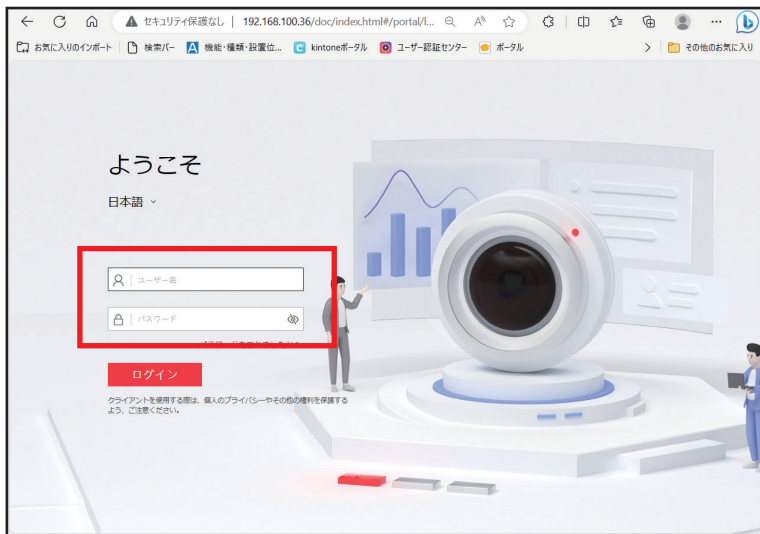 セキュリティ保護なし | 192.168.100.36/doc/index.html#/portal/l...
お気に入りのインポート
検索バー
機能・種類・設置位...
kintoneポータル
ユーザー認証センター
ポータル
その他のお気に入り
ようこそ
日本語
ユーザー名
パスワード
ログイン
クライアントを使用する際は、個人のプライバシーやその他の権利を保護する
よう、ご注意ください。